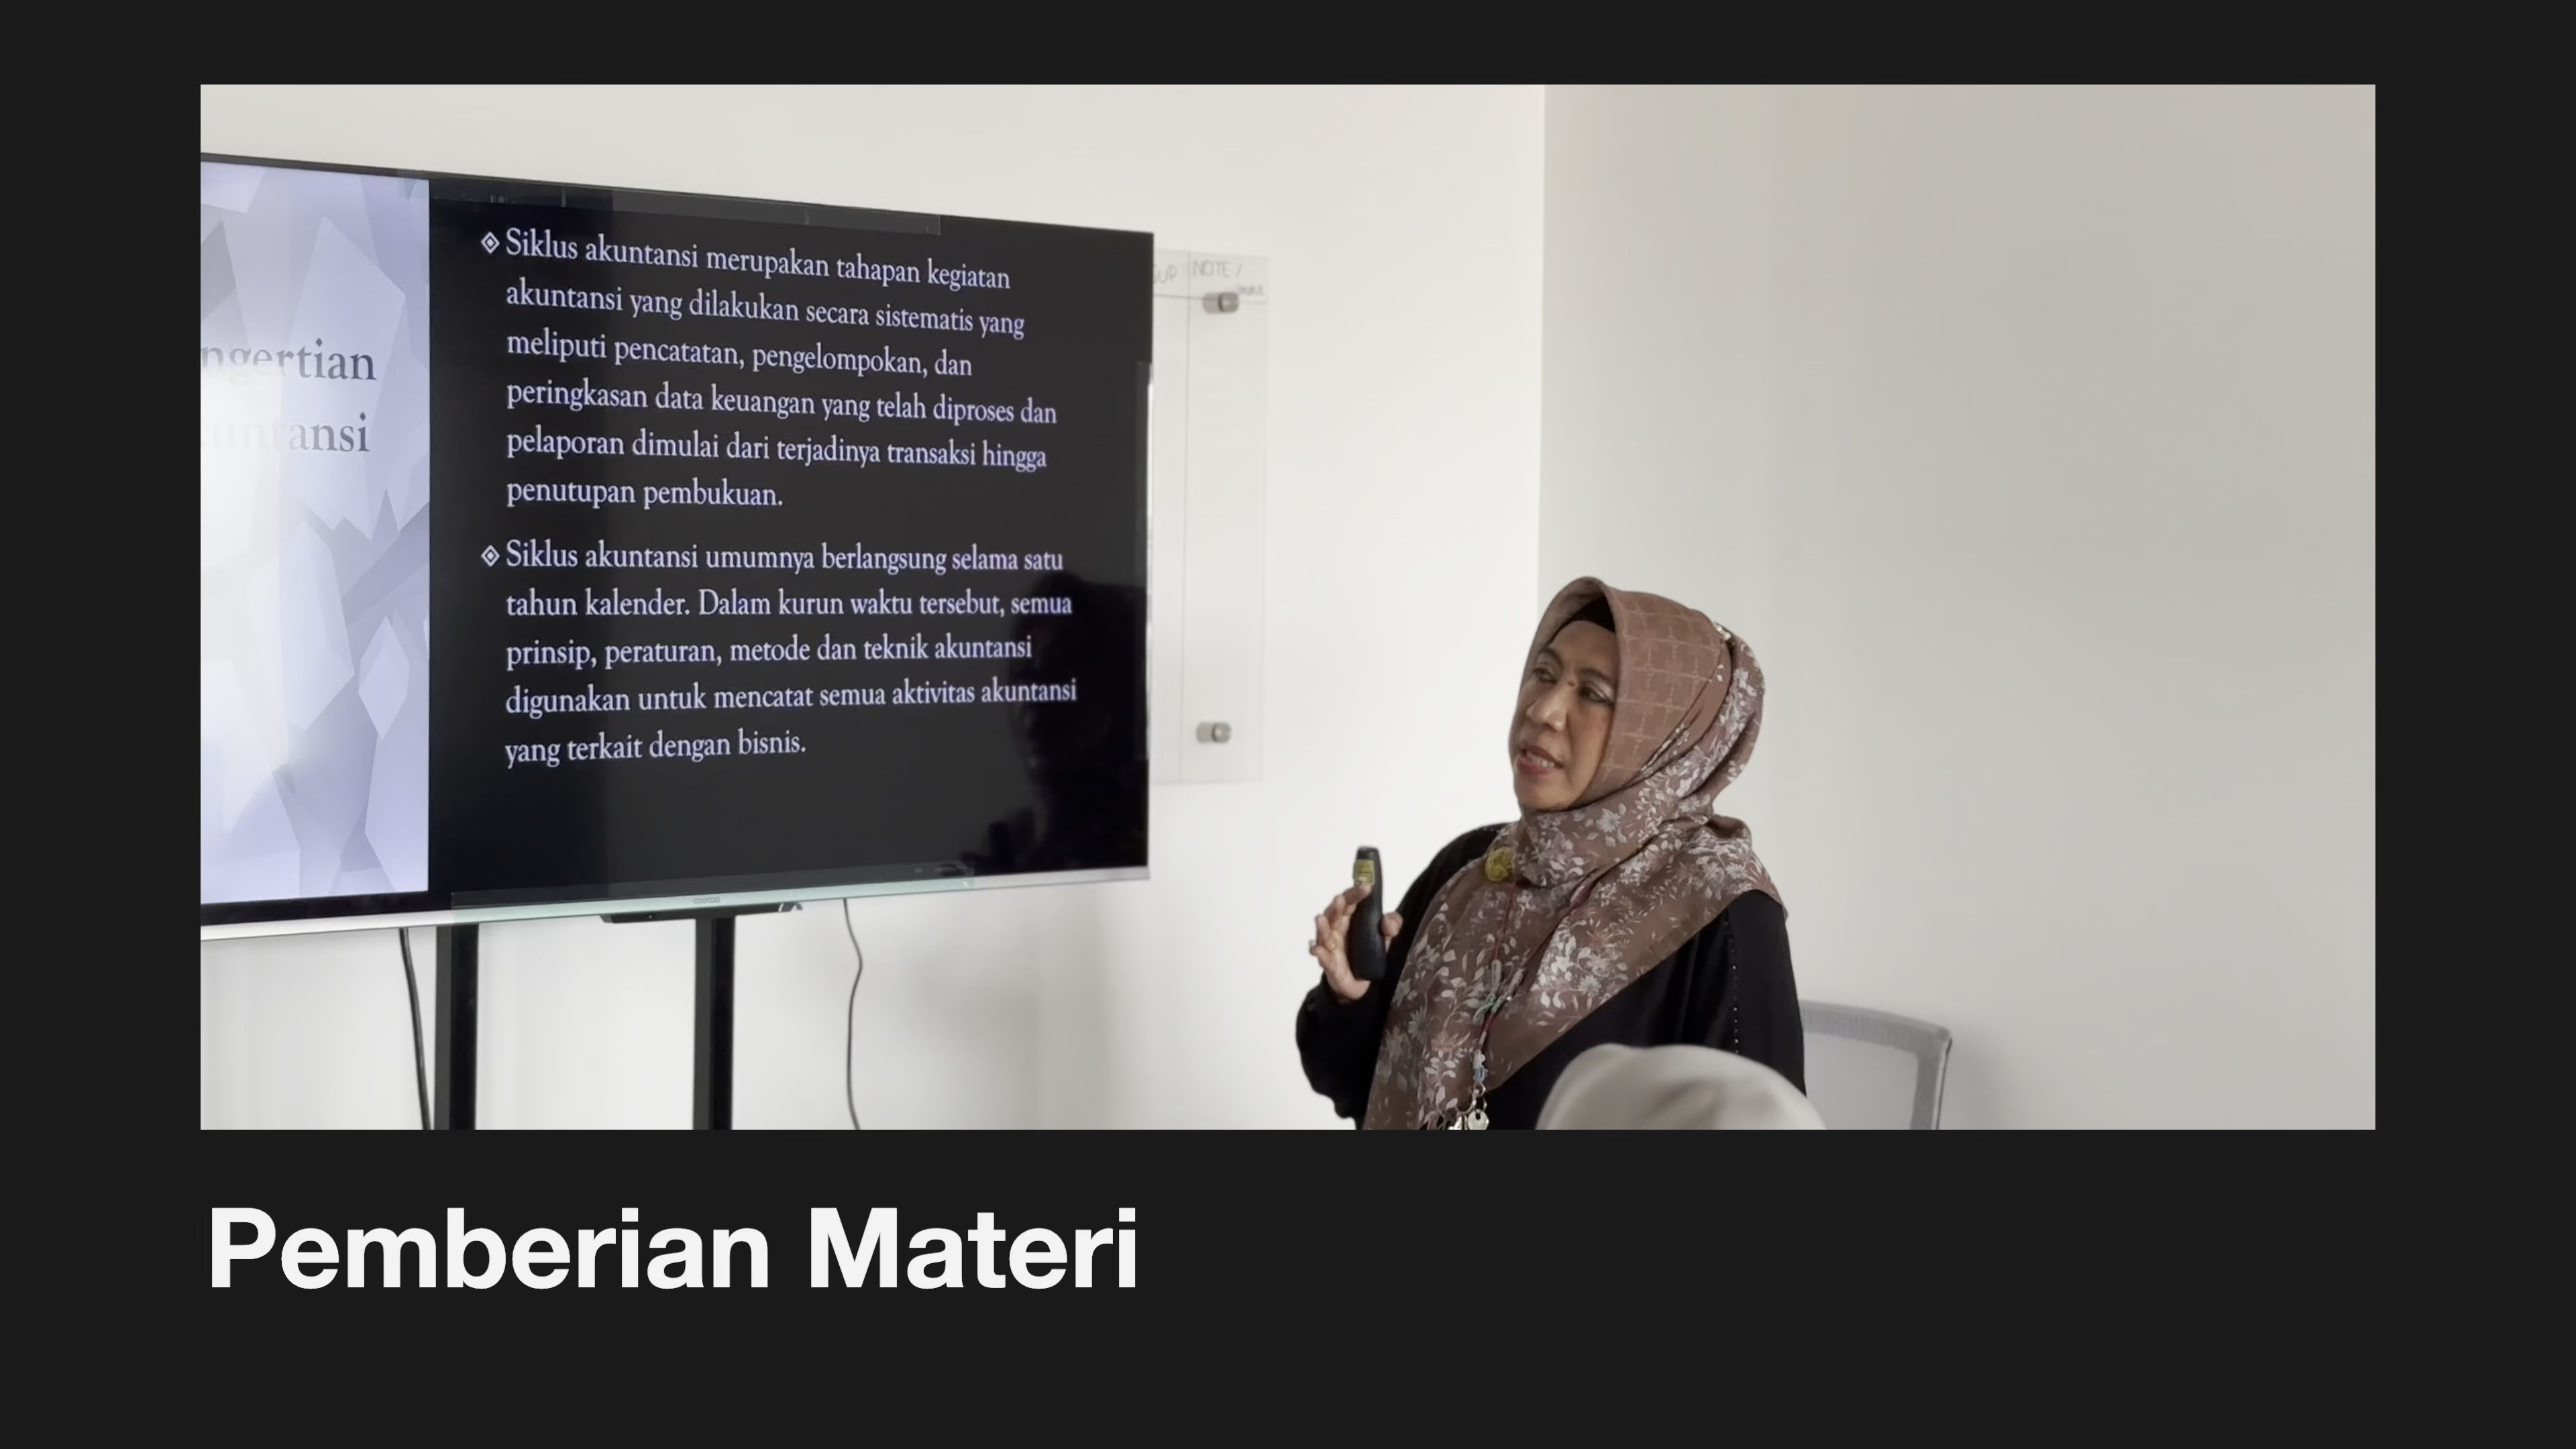 ngertian
untansi
Siklus akuntansi merupakan tahapan kegiatan
akuntansi yang dilakukan secara sistematis yang
meliputi pencatatan, pengelompokan, dan
peringkasan data keuangan yang telah diproses dan
pelaporan dimulai dari terjadinya transaksi hingga
penutupan pembukuan.
Siklus akuntansi umumnya berlangsung selama satu
tahun kalender. Dalam kurun waktu tersebut, semua
prinsip, peraturan, metode dan teknik akuntansi
digunakan untuk mencatat semua aktivitas akuntansi
yang terkait dengan bisnis.
NOTE /
Pemberian Materi